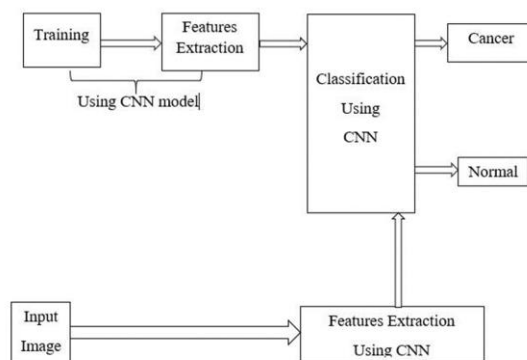 Training
Features
Extraction
Using CNN model
Classification
Using
CNN
Cancer
Normal
Input
Image
Features Extraction
Using CNN